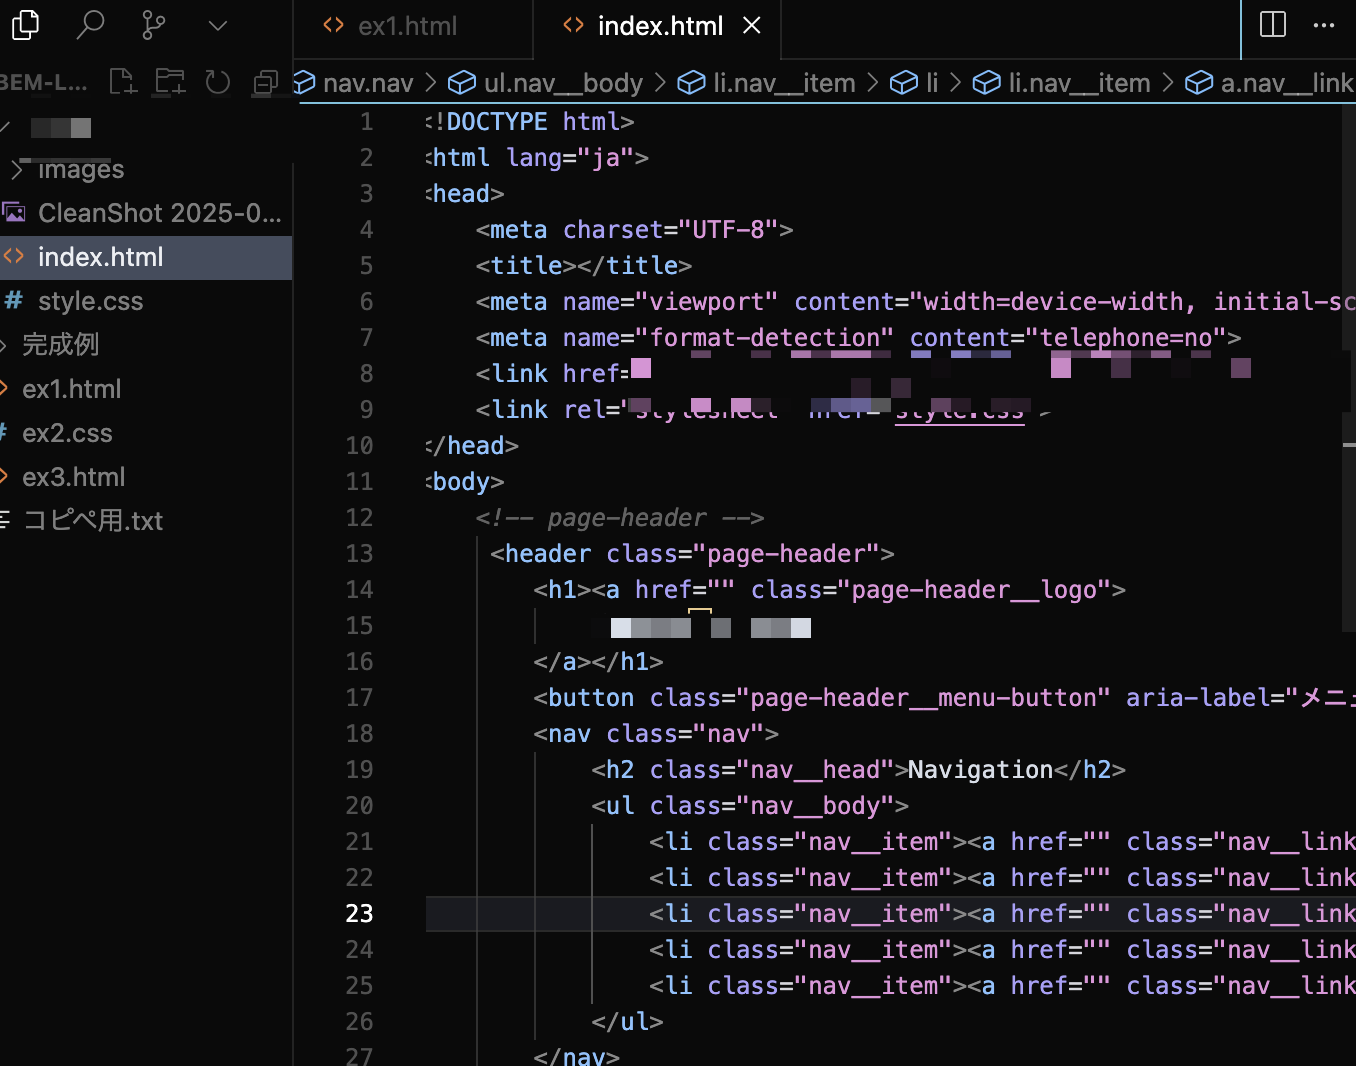 ex1.html
index.html
BEM-L...
nav.nav > ul.nav__body > li.nav__item > li > li.nav__item > a.nav__link
images
CleanShot 2025-0...
index.html
style.css
完成例
ex1.html
ex2.css
ex3.html
コピペ用.txt
1 <!DOCTYPE html>
2 <html lang="ja">
3 <head>
4 <meta charset="UTF-8">
5 <title></title>
6 <meta name="viewport" content="width=device-width, initial-sc
7 <meta name="format-detection" content="telephone=no">
8 <link href=
9 <link rel="stylesheet" href="style.css">
10 </head>
11 <body>
12 <!-- page-header -->
13 <header class="page-header">
14 <h1><a href="" class="page-header__logo">
15
16 </a></h1>
17 <button class="page-header__menu-button" aria-label="メニュ
18 <nav class="nav">
19 <h2 class="nav__head">Navigation</h2>
20 <ul class="nav__body">
21 <li class="nav__item"><a href="" class="nav__link
22 <li class="nav__item"><a href="" class="nav__link
23 <li class="nav__item"><a href="" class="nav__link
24 <li class="nav__item"><a href="" class="nav__link
25 <li class="nav__item"><a href="" class="nav__link
26 </ul>
27 </nav>